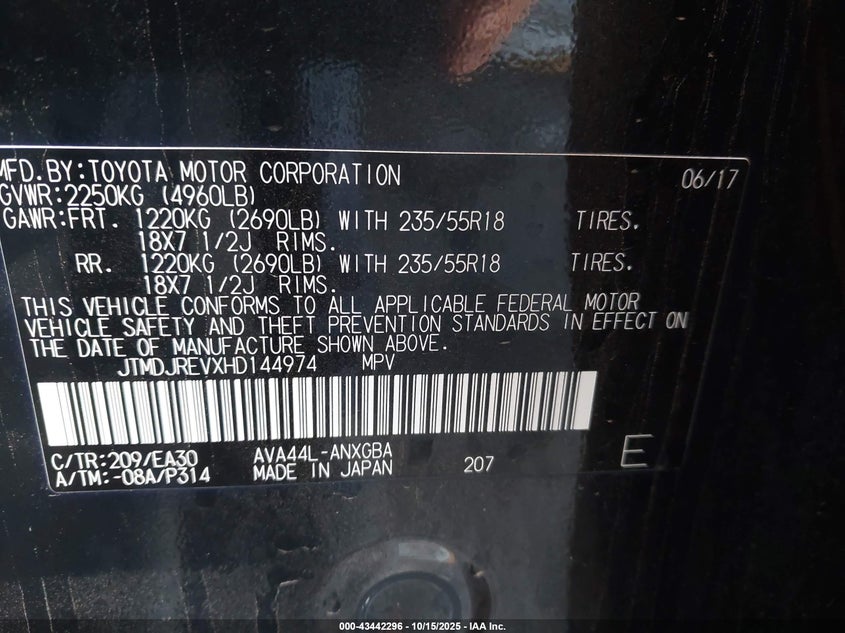 MFD.BY:TOYOTA MOTOR CORPORATION 06/17
GVWR:2250KG (4960LB)
GAWR:FRT. 1220KG (2690LB) WITH 235/55R18 TIRES.
18X7 1/2J RIMS.
RR. 1220KG (2690LB) WITH 235/55R18 TIRES.
18X7 1/2J RIMS.
THIS VEHICLE CONFORMS TO ALL APPLICABLE FEDERAL MOTOR
VEHICLE SAFETY AND THEFT PREVENTION STANDARDS IN EFFECT ON
THE DATE OF MANUFACTURE SHOWN ABOVE.
JTMDJREVXHD144974 MPV
C/TR:209/EA30 AVA44L-ANXGBA 207 E
A/TM:-08A/P314 MADE IN JAPAN
000-43442296 - 10/15/2025 - IAA Inc.